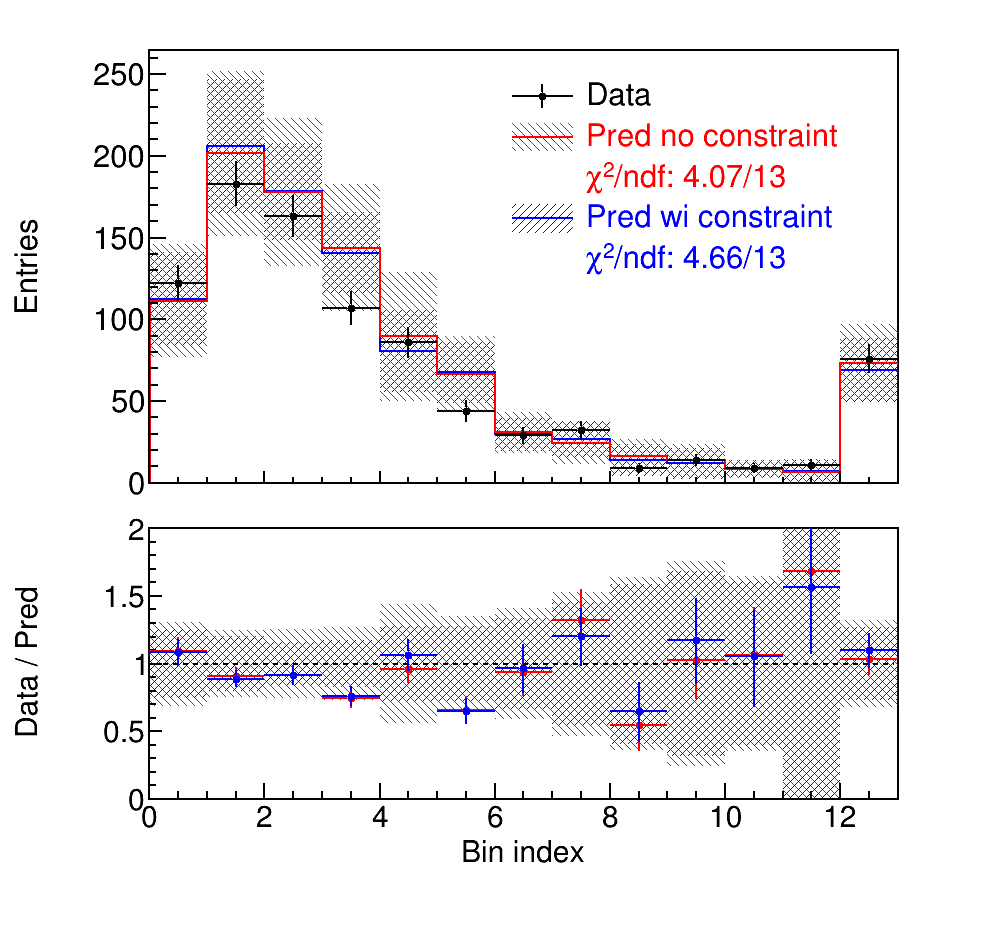 250
200
150
100
50
0
Entries
Data
Pred no constraint
χ²/ndf: 4.07/13
Pred wi constraint
χ²/ndf: 4.66/13
2
1.5
1
0.5
0
Data / Pred
0 2 4 6 8 10 12
Bin index